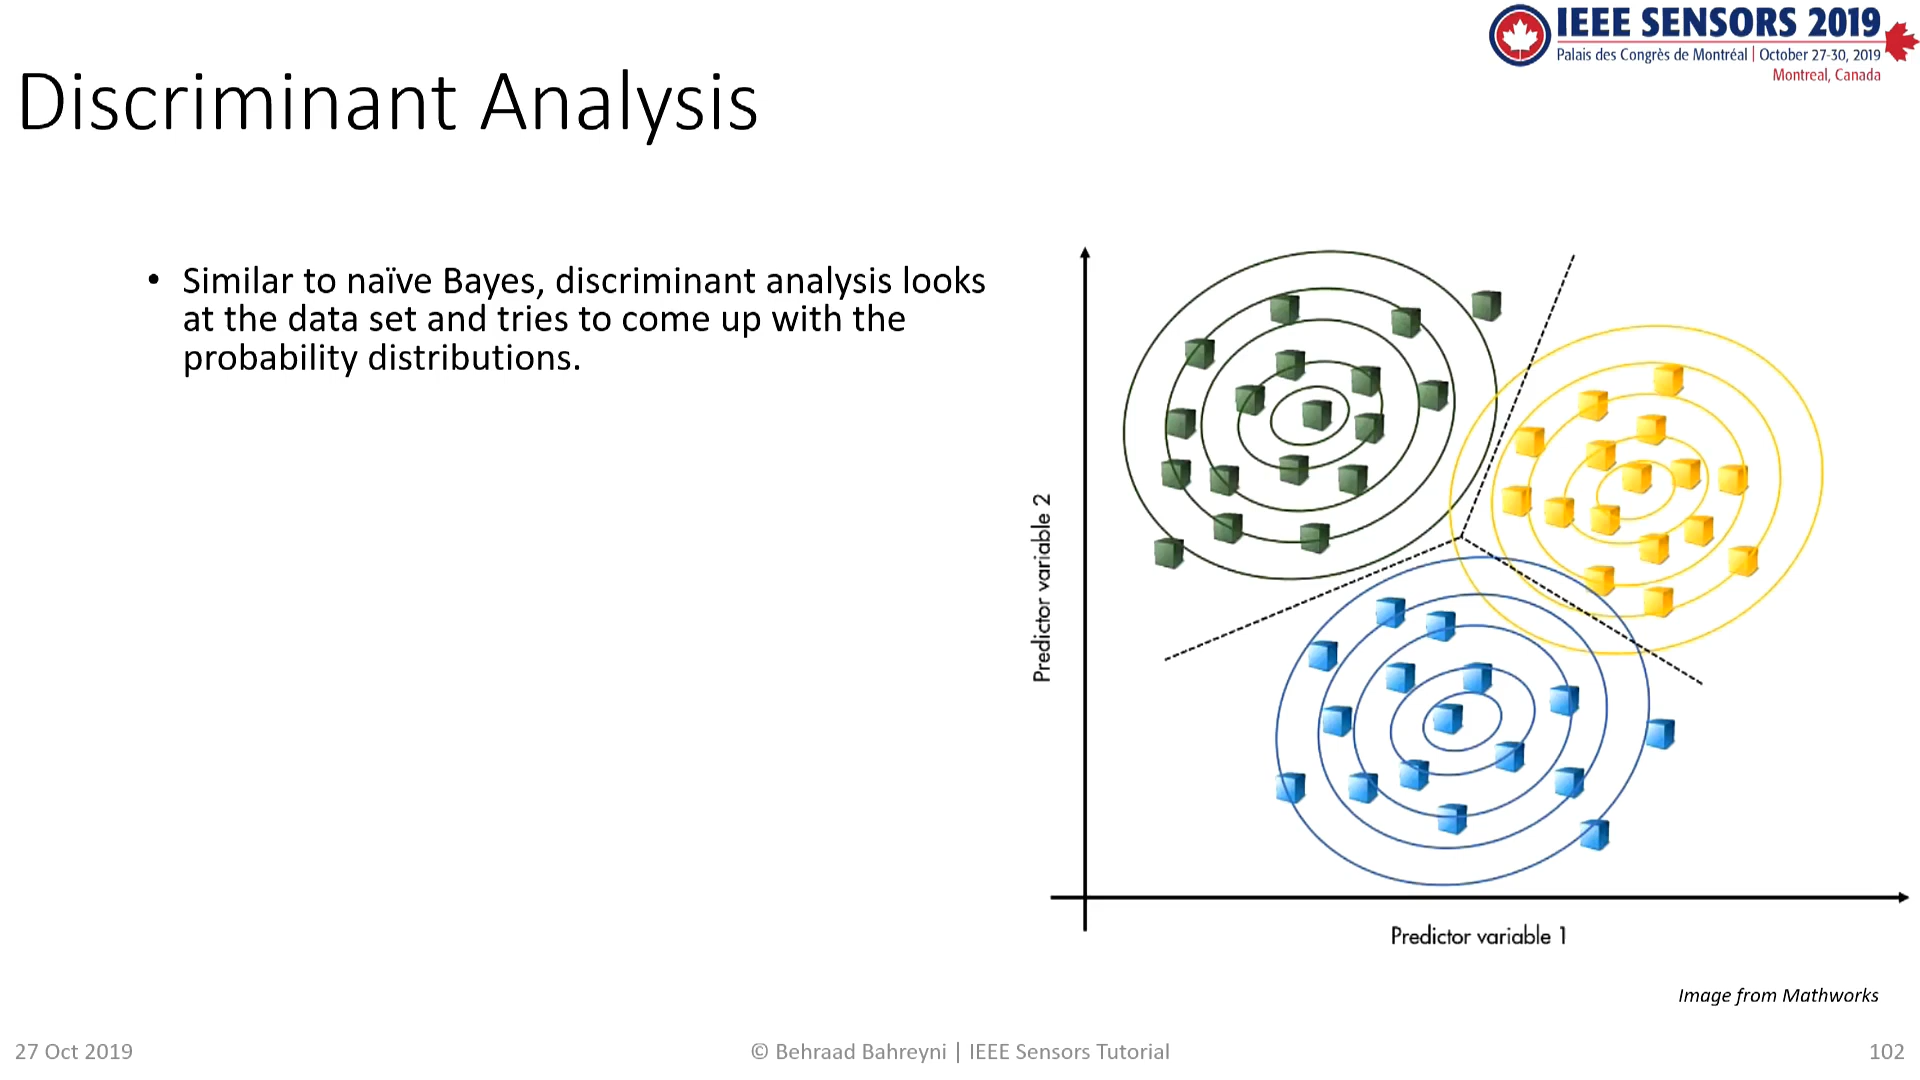 IEEE SENSORS 2019
Palais des Congrès de Montréal | October 27-30, 2019
Montreal, Canada
Discriminant Analysis
• Similar to naïve Bayes, discriminant analysis looks
at the data set and tries to come up with the
probability distributions.
Predictor variable 2
Predictor variable 1
Image from Mathworks
27 Oct 2019
© Behraad Bahreyni | IEEE Sensors Tutorial
102